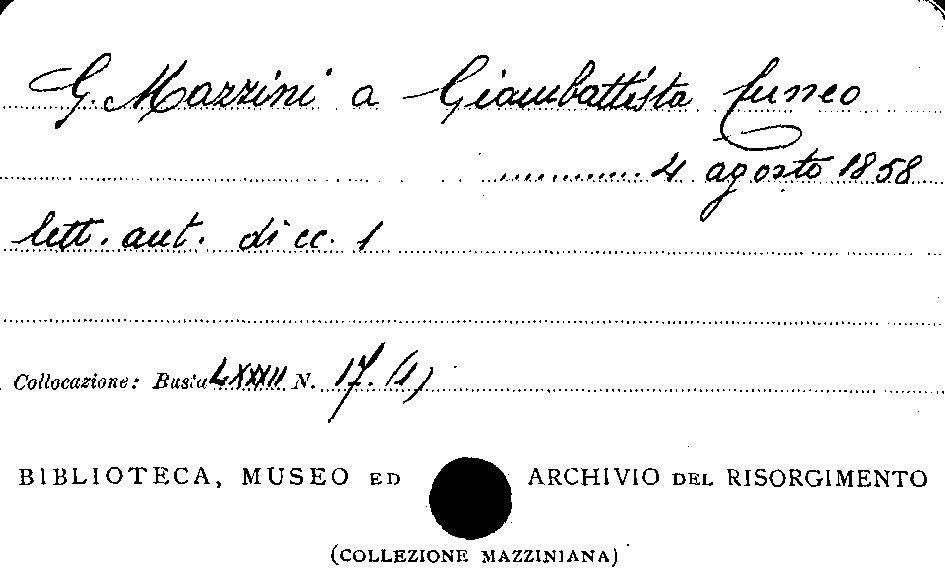 G. Mazzini a Giambattista Cuneo
4 agosto 1858
lett. aut. di cc. 1
Collocazione: Busta LXXXII N. 17. (1)
BIBLIOTECA, MUSEO ED ARCHIVIO DEL RISORGIMENTO
(COLLEZIONE MAZZINIANA)